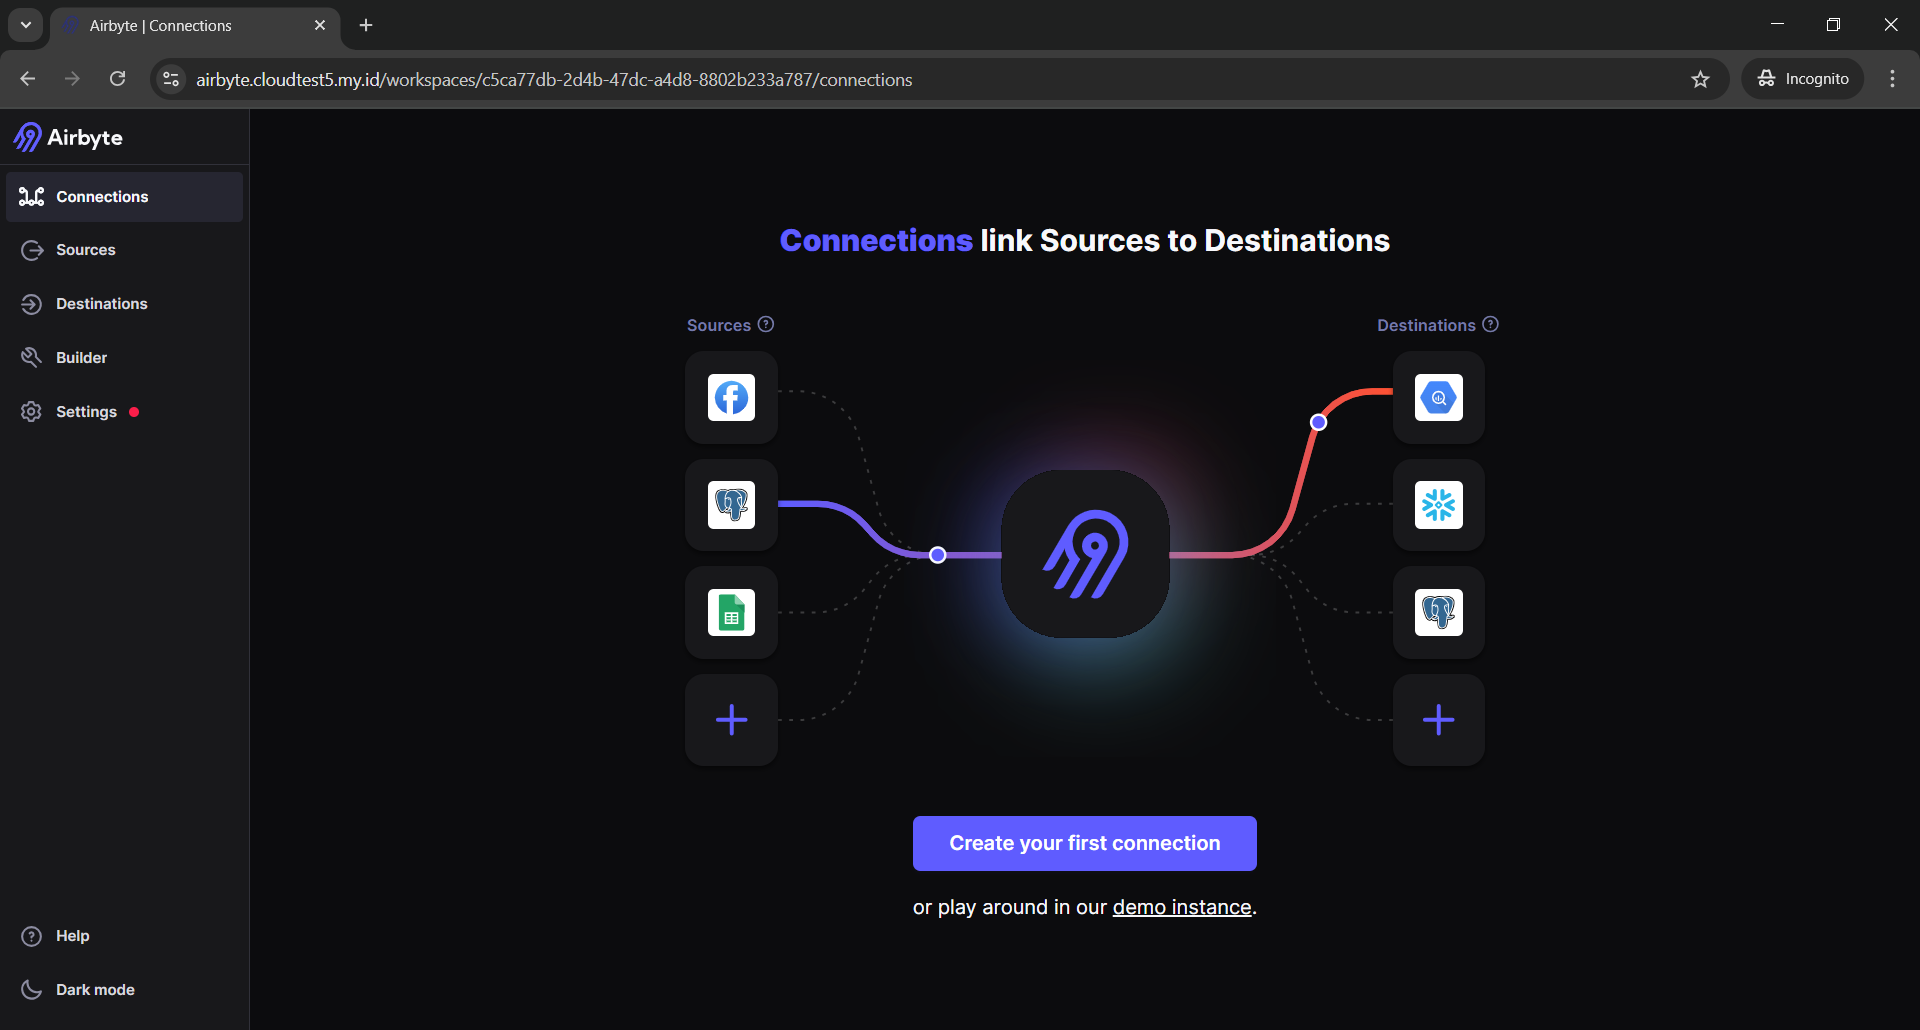 Airbyte | Connections
airbyte.cloudtest5.my.id/workspaces/c5ca77db-2d4b-47dc-a4d8-8802b233a787/connections
Incognito
Airbyte
Connections
Sources
Destinations
Builder
Settings
Help
Dark mode
Connections link Sources to Destinations
Sources ?
Destinations ?
Create your first connection
or play around in our demo instance.